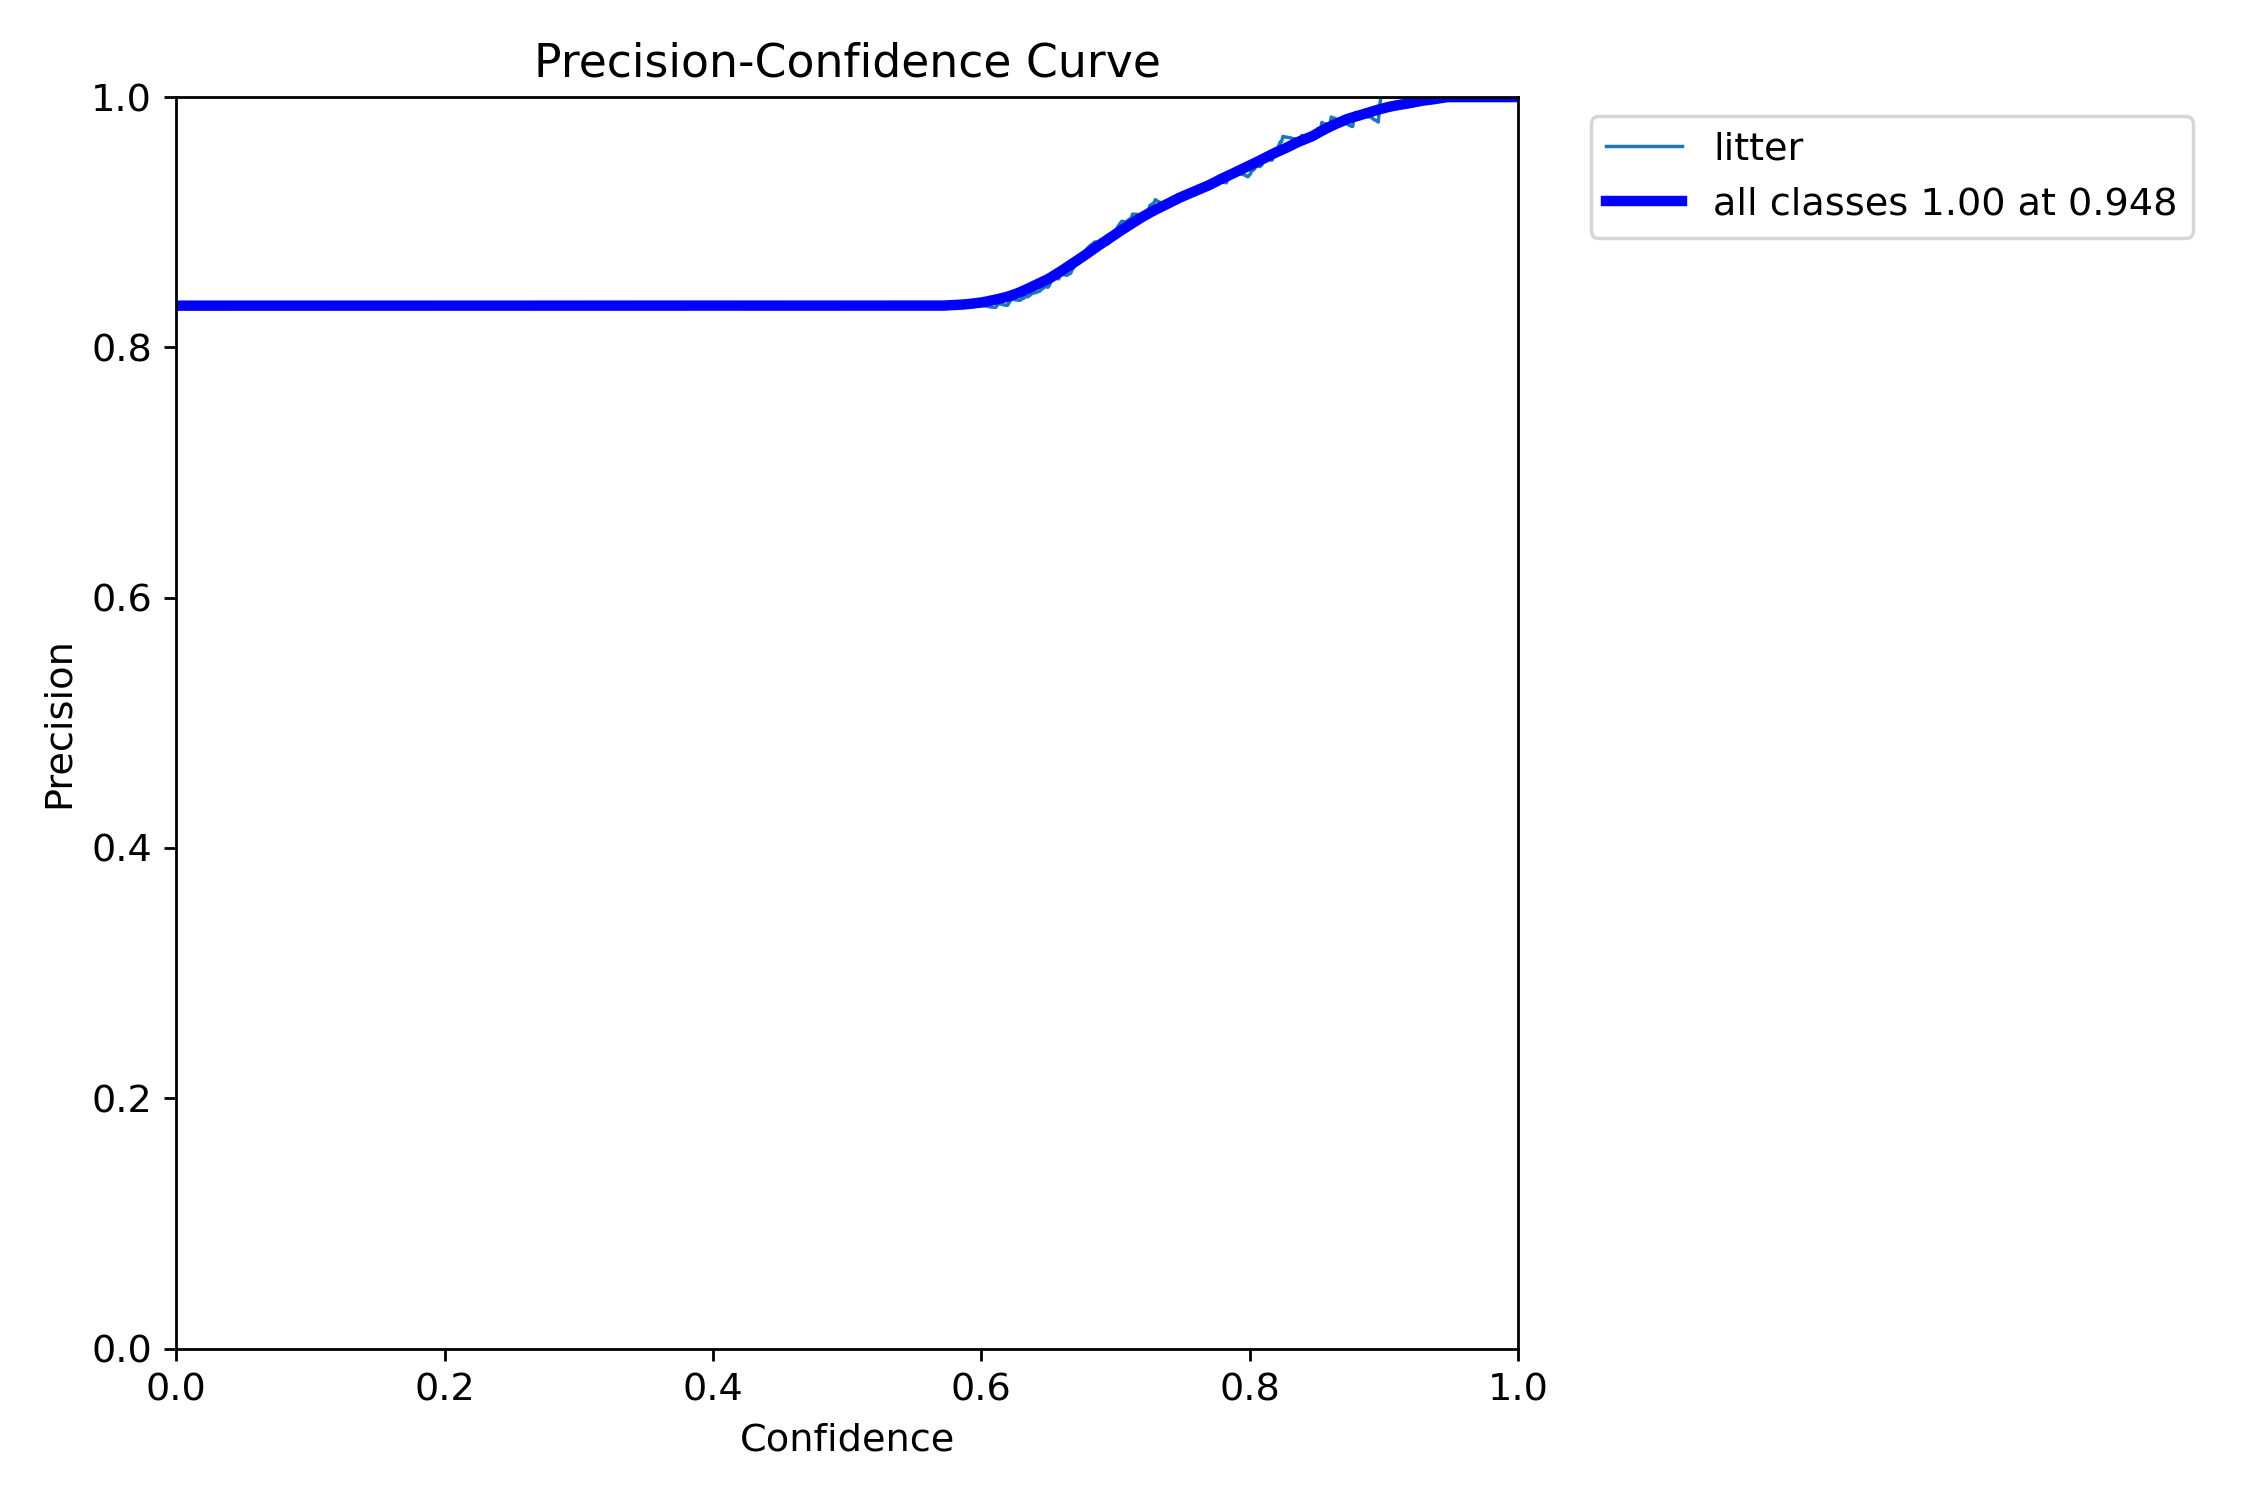 Precision-Confidence Curve
1.0
0.8
0.6
0.4
0.2
0.0
Precision
0.0 0.2 0.4 0.6 0.8 1.0
Confidence
litter
all classes 1.00 at 0.948